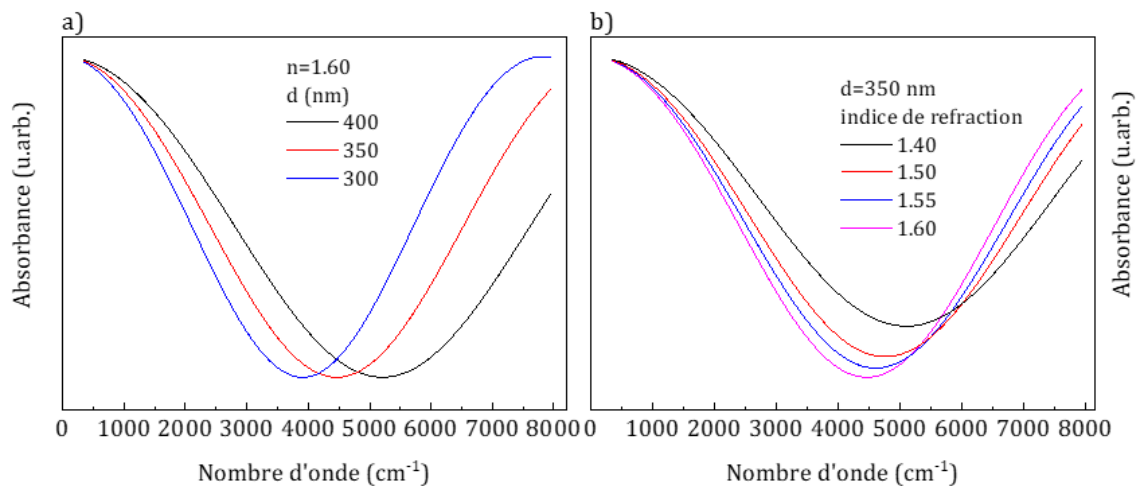 a)
n=1.60
d (nm)
400
350
300
Absorbance (u.arb.)
0 1000 2000 3000 4000 5000 6000 7000 8000
Nombre d'onde (cm⁻¹)
b)
d=350 nm
indice de refraction
1.40
1.50
1.55
1.60
Absorbance (u.arb.)
0 1000 2000 3000 4000 5000 6000 7000 8000
Nombre d'onde (cm⁻¹)